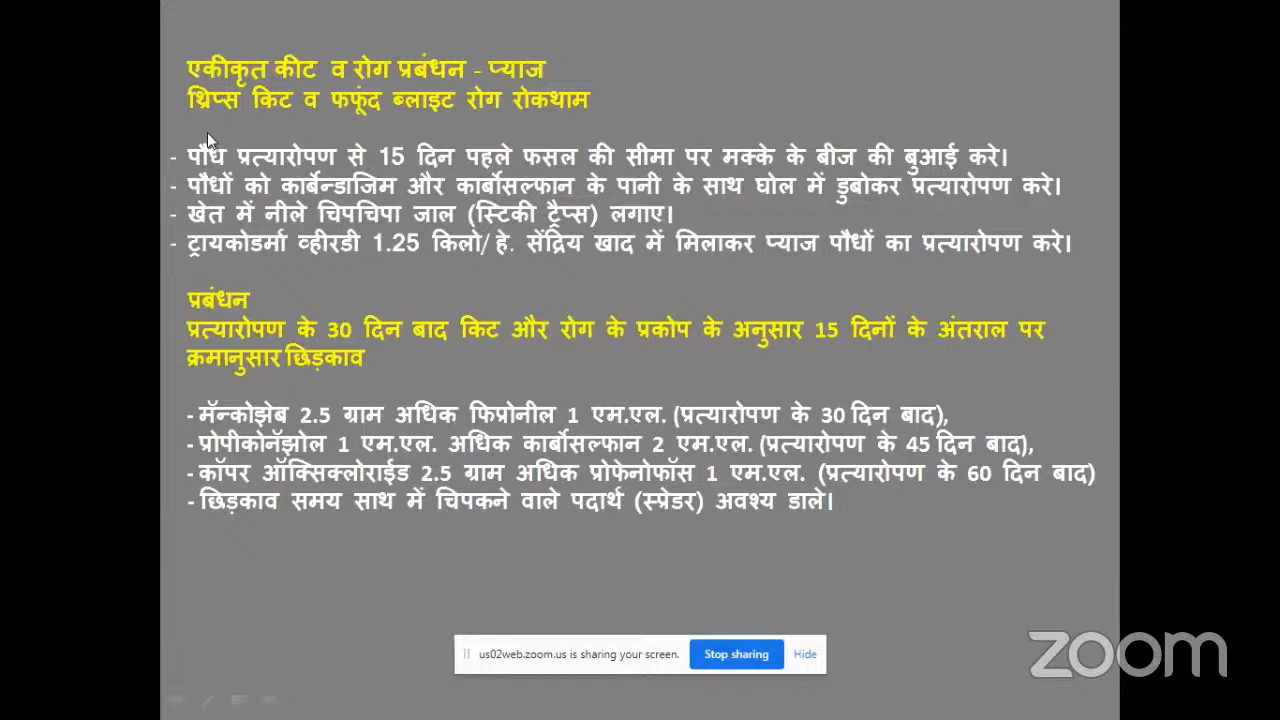 एकीकृत कीट व रोग प्रबंधन - प्याज
थ्रिप्स किट व फफूंद ब्लाइट रोग रोकथाम
- पौध प्रत्यारोपण से 15 दिन पहले फसल की सीमा पर मक्के के बीज की बुआई करे।
- पौधों को कार्बेन्डाजिम और कार्बोसल्फान के पानी के साथ घोल में डुबोकर प्रत्यारोपण करे।
- खेत में नीले चिपचिपा जाल (स्टिकी ट्रैप्स) लगाए।
- ट्रायकोडर्मा व्हीरडी 1.25 किलो/ हे. सेंद्रिय खाद में मिलाकर प्याज पौधों का प्रत्यारोपण करे।
प्रबंधन
प्रत्यारोपण के 30 दिन बाद किट और रोग के प्रकोप के अनुसार 15 दिनों के अंतराल पर
क्रमानुसार छिड़काव
- मॅन्कोझेब 2.5 ग्राम अधिक फिप्रोनील 1 एम.एल. (प्रत्यारोपण के 30 दिन बाद),
- प्रोपीकोनॅझोल 1 एम.एल. अधिक कार्बोसल्फान 2 एम.एल. (प्रत्यारोपण के 45 दिन बाद),
- कॉपर ऑक्सिक्लोराईड 2.5 ग्राम अधिक प्रोफेनोफॉस 1 एम.एल. (प्रत्यारोपण के 60 दिन बाद)
- छिड़काव समय साथ में चिपकने वाले पदार्थ (स्प्रेडर) अवश्य डाले।
us02web.zoom.us is sharing your screen. Stop sharing Hide
zoom